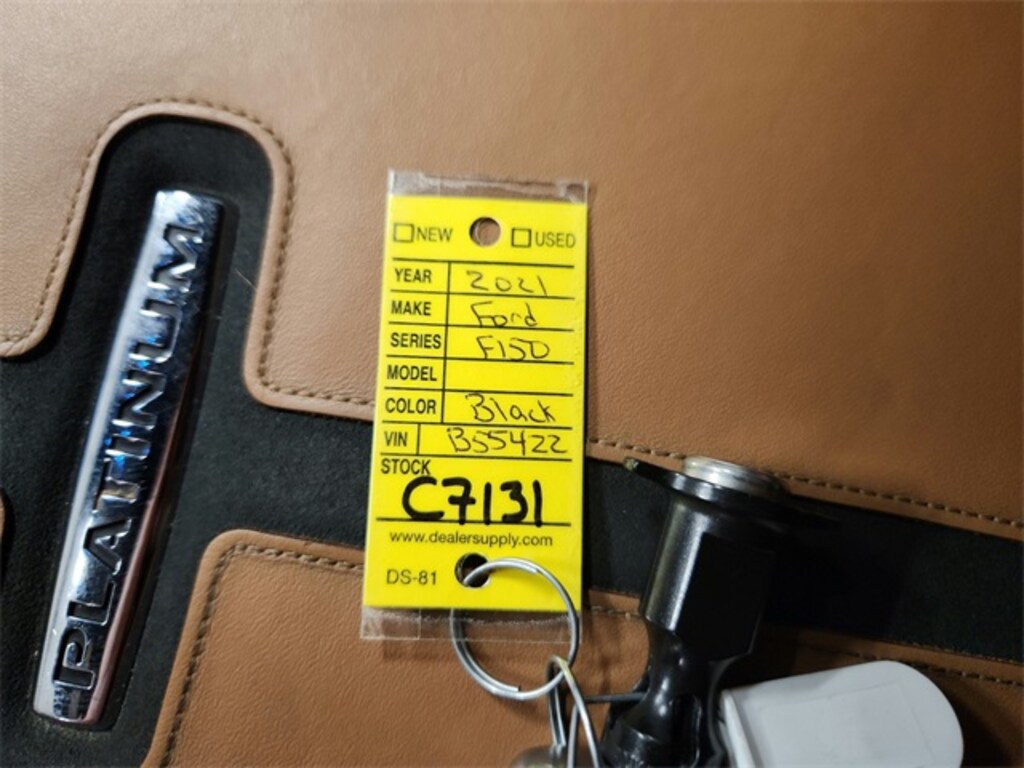 PLATINUM
NEW USED
YEAR 2021
MAKE Ford
SERIES F150
MODEL
COLOR Black
VIN B55422
STOCK
C7131
www.dealersupply.com
DS-81